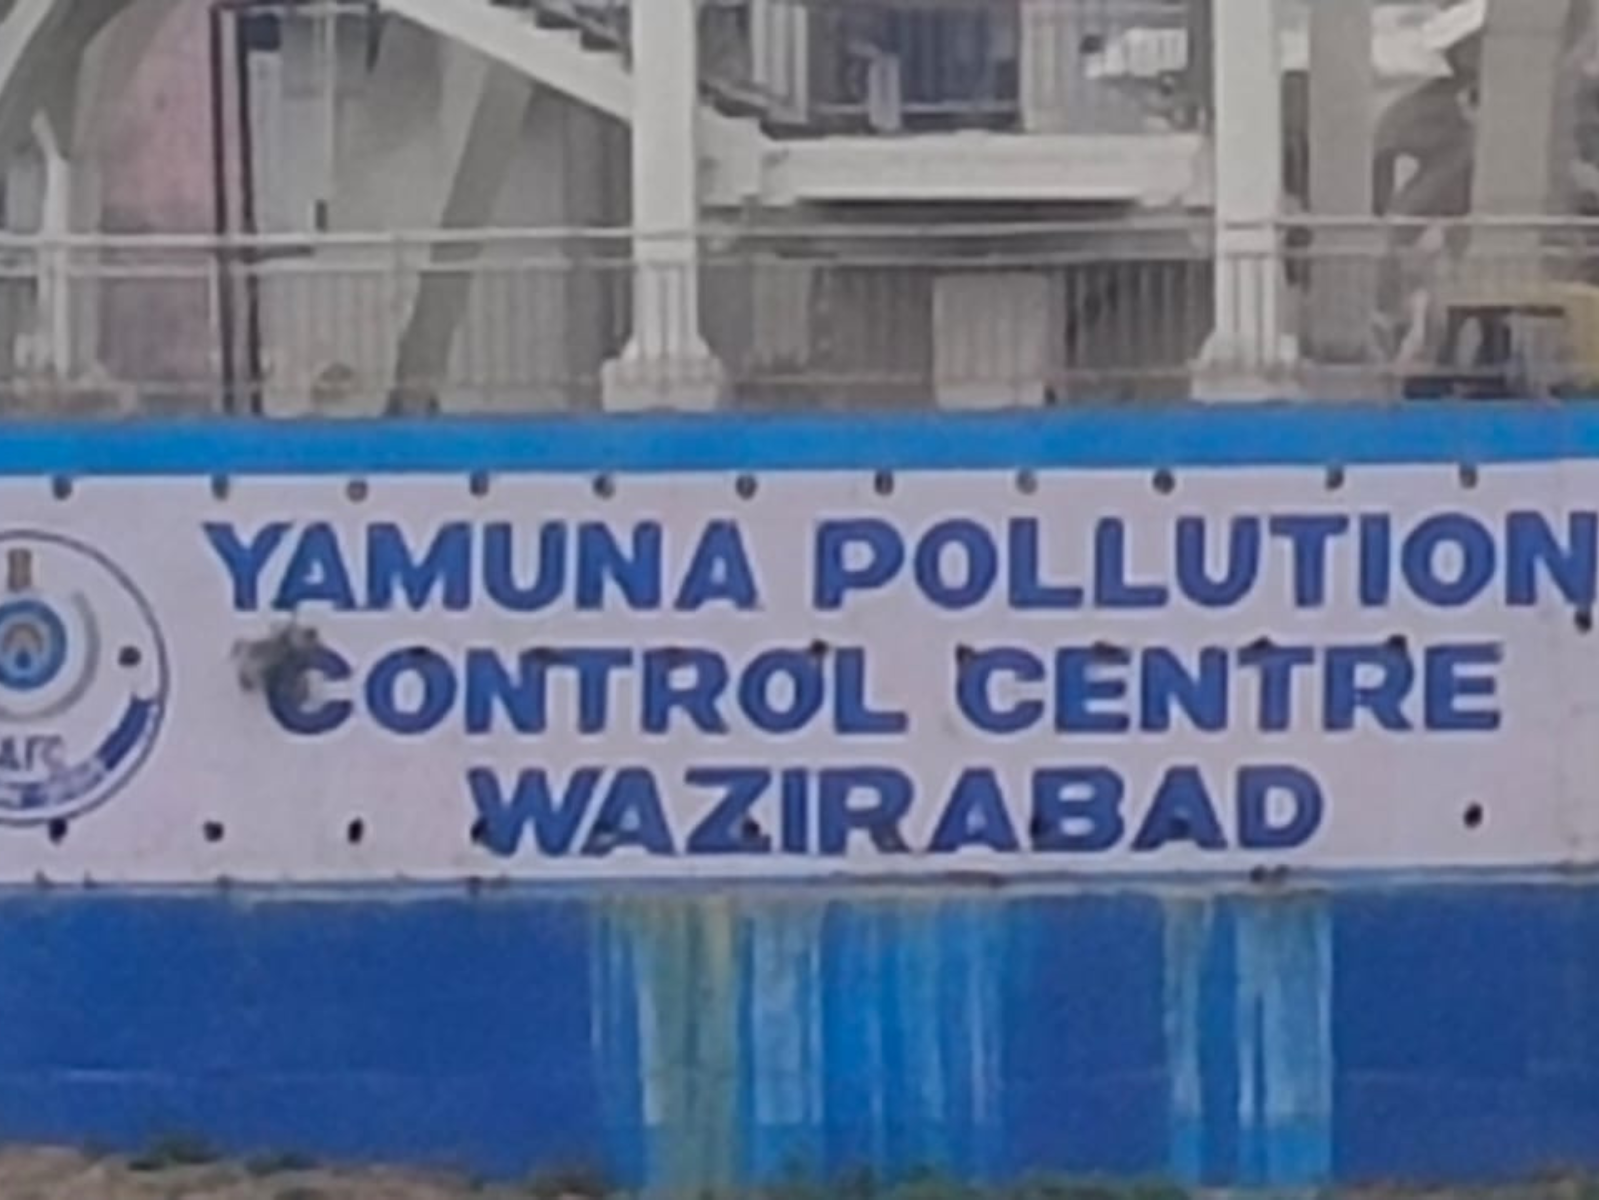 YAMUNA POLLUTION
CONTROL CENTRE
WAZIRABAD